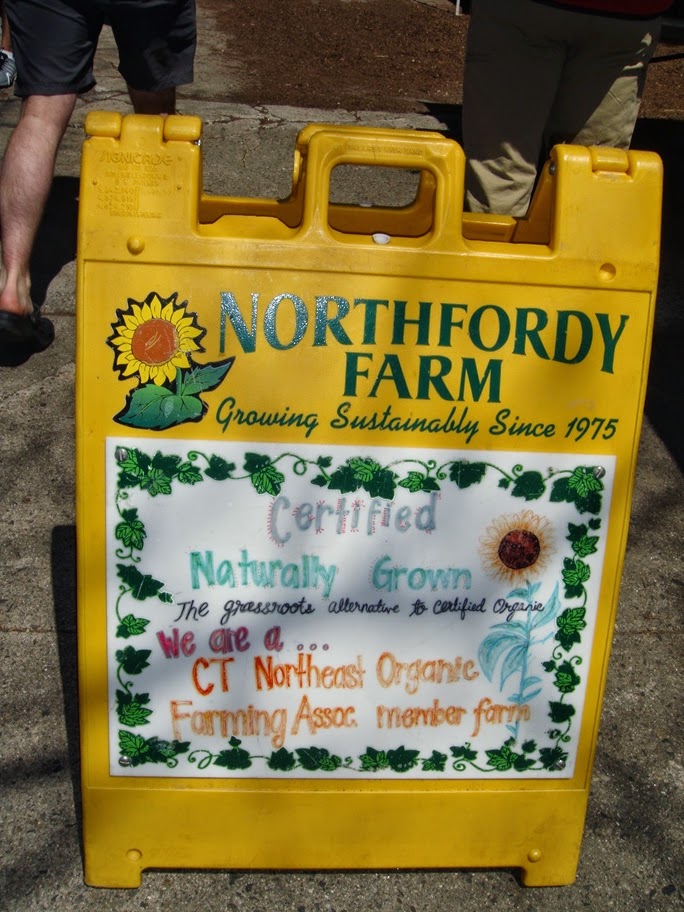 SIGNICADE
NORTHFORDY
FARM
Growing Sustainably Since 1975
Certified
Naturally Grown
The grassroots alternative to Certified Organic
We are a ...
CT Northeast Organic
Farming Assoc. member farm